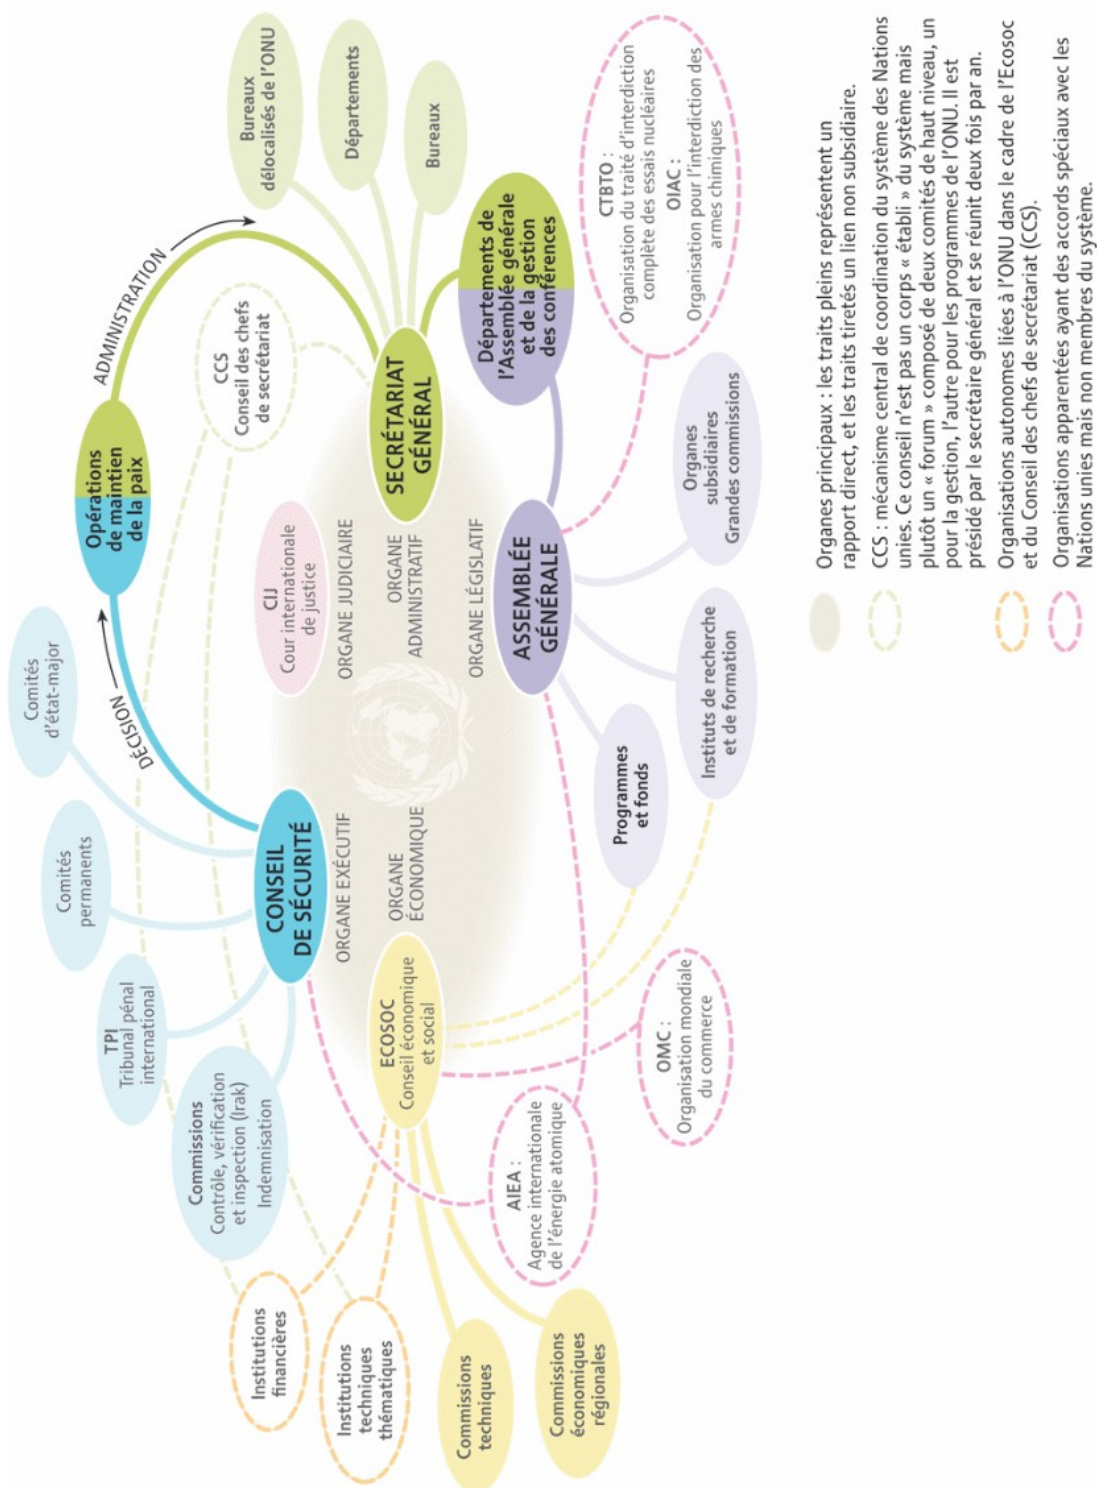 Institutions
financières
Institutions
techniques
thématiques
Commissions
techniques
Commissions
économiques
régionales
Commissions
Contrôle, vérification
et inspection (Irak)
Indemnisation
TPI
Tribunal pénal
international
Comités
permanents
Comités
d'état-major
DÉCISION
Opérations
de maintien
de la paix
ADMINISTRATION
CCS
Conseil des chefs
de secrétariat
Bureaux
délocalisés de l'ONU
Départements
Bureaux
CONSEIL
DE SÉCURITÉ
ORGANE EXÉCUTIF
CIJ
Cour internationale
de justice
ORGANE JUDICIAIRE
SECRÉTARIAT
GÉNÉRAL
ORGANE
ADMINISTRATIF
ECOSOC
Conseil économique
et social
ORGANE
ÉCONOMIQUE
ORGANE LÉGISLATIF
ASSEMBLÉE
GÉNÉRALE
Départements de
l'Assemblée générale
et de la gestion
des conférences
AIEA :
Agence internationale
de l'énergie atomique
OMC :
Organisation mondiale
du commerce
Programmes
et fonds
Instituts de recherche
et de formation
Organes
subsidiaires
Grandes commissions
CTBTO :
Organisation du traité d'interdiction
complète des essais nucléaires
OIAC :
Organisation pour l'interdiction des
armes chimiques
Organes principaux : les traits pleins représentent un
rapport direct, et les traits tiretés un lien non subsidiaire.
CCS : mécanisme central de coordination du système des Nations
unies. Ce conseil n'est pas un corps « établi » du système mais
plutôt un « forum » composé de deux comités de haut niveau, un
pour la gestion, l'autre pour les programmes de l'ONU. Il est
présidé par le secrétaire général et se réunit deux fois par an.
Organisations autonomes liées à l'ONU dans le cadre de l'Ecosoc
et du Conseil des chefs de secrétariat (CCS).
Organisations apparentées ayant des accords spéciaux avec les
Nations unies mais non membres du système.